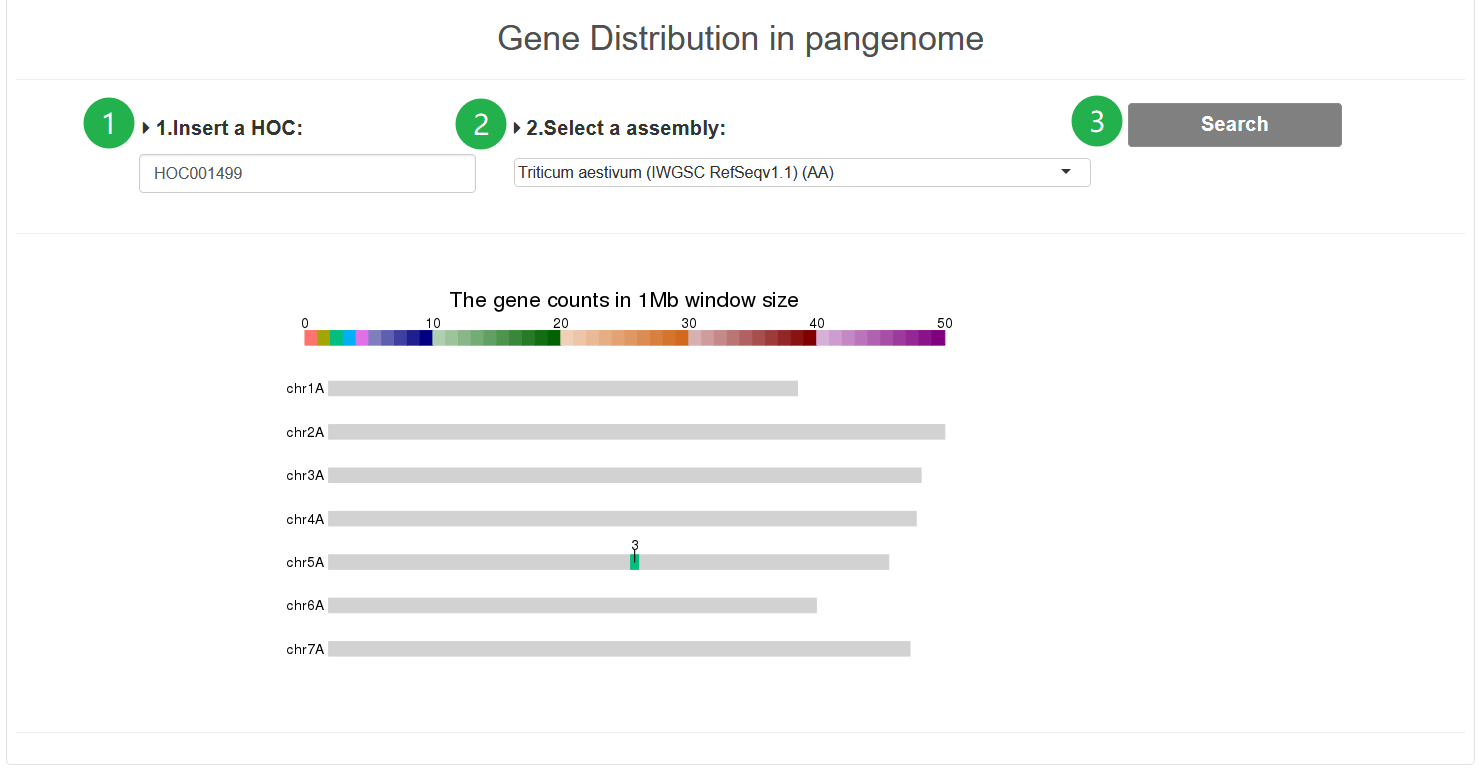 Gene Distribution in pangenome
1 1.Insert a HOC: 2 2.Select a assembly: 3 Search
HOC001499 Triticum aestivum (IWGSC RefSeqv1.1) (AA)
The gene counts in 1Mb window size
0 10 20 30 40 50
chr1A
chr2A
chr3A
chr4A
3
chr5A
chr6A
chr7A